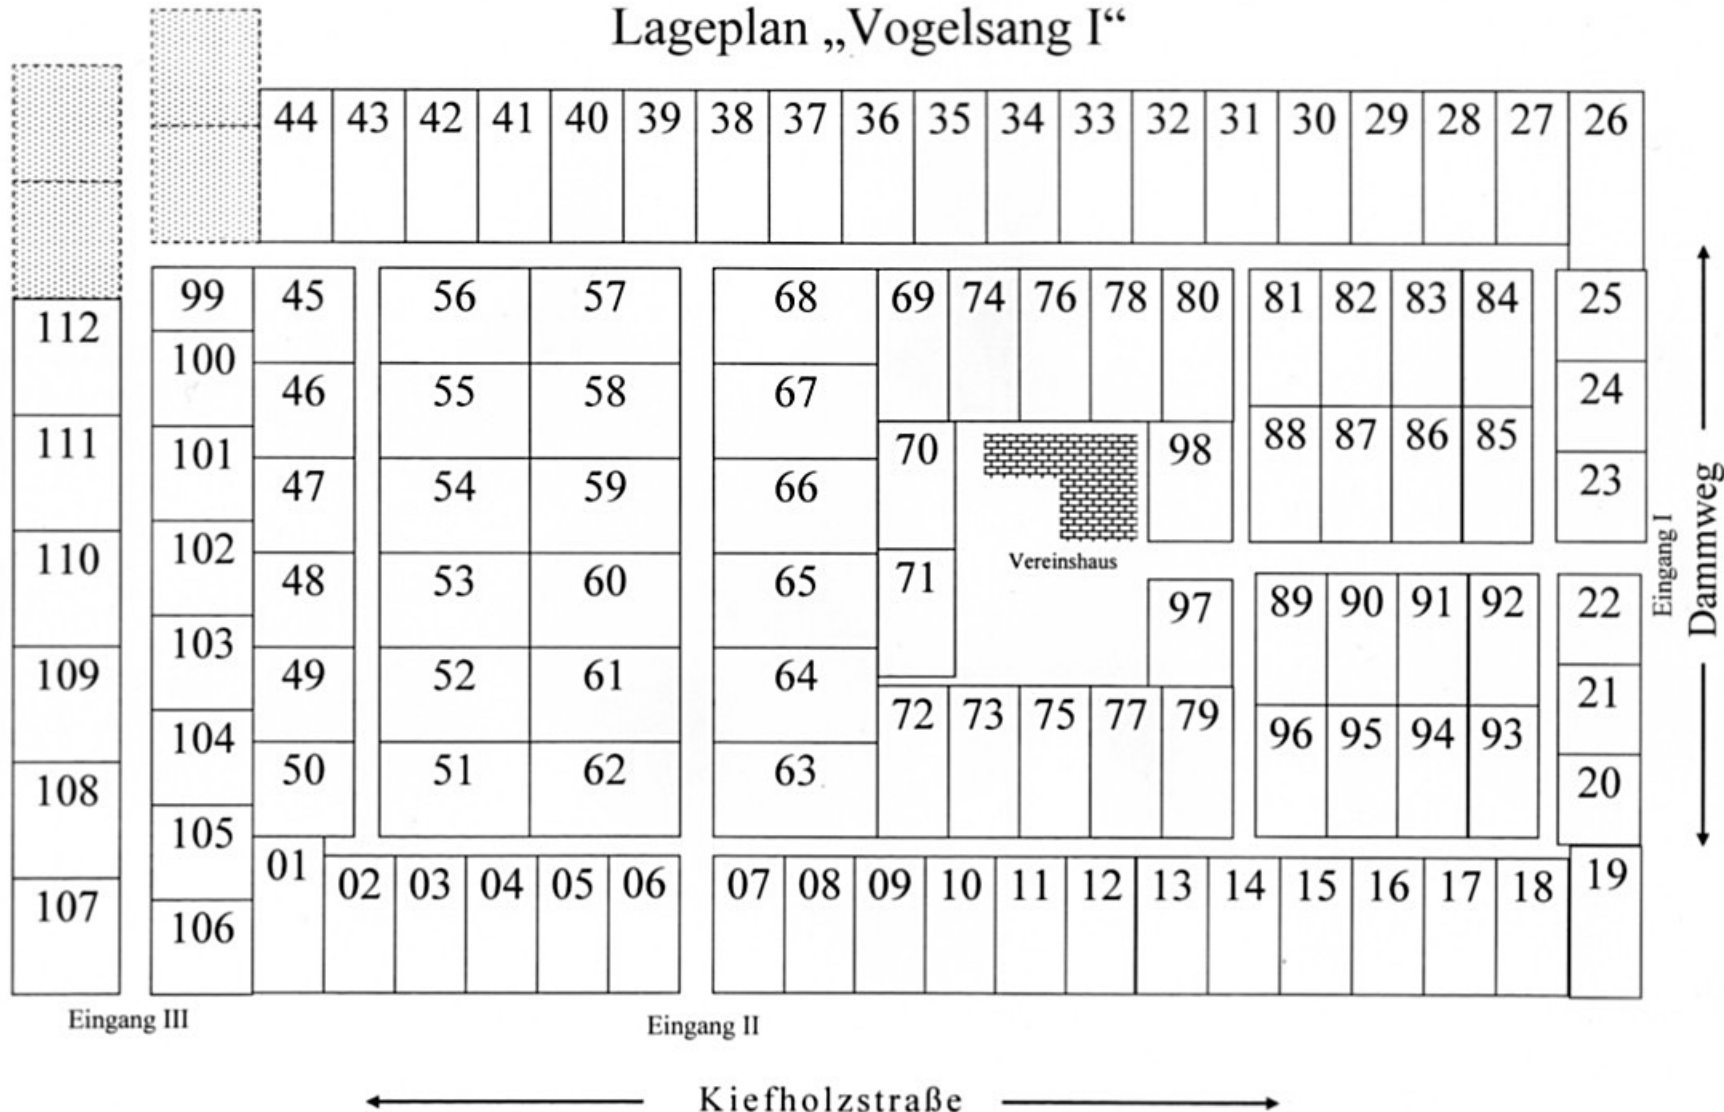 Lageplan „Vogelsang I“
44 43 42 41 40 39 38 37 36 35 34 33 32 31 30 29 28 27 26
99 45 56 57 68 69 74 76 78 80 81 82 83 84 25
112 100 46 55 58 67 24
111 101 47 54 59 66 70 98 88 87 86 85 23
110 102 48 53 60 65 71 Vereinshaus 97 89 90 91 92 22
Eingang I
Dammweg
109 103 49 52 61 64 72 73 75 77 79 21
108 104 50 51 62 63 96 95 94 93 20
107 105 01 02 03 04 05 06 07 08 09 10 11 12 13 14 15 16 17 18 19
106
Eingang III Eingang II
Kiefholzstraße